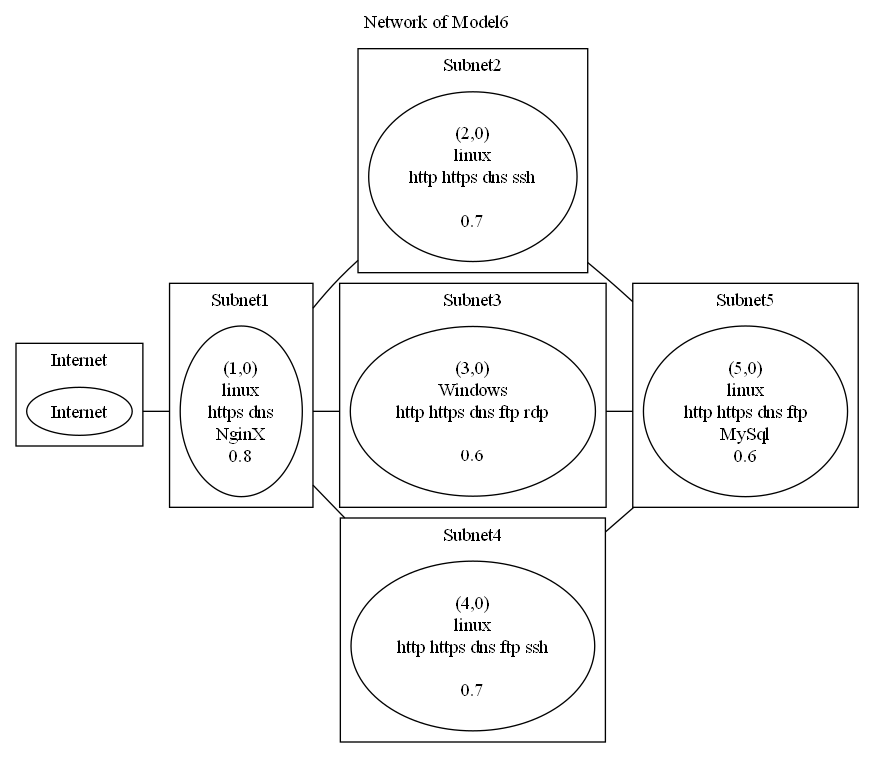 Network of Model6
Subnet2
(2,0)
linux
http https dns ssh
0.7
Internet
Internet
Subnet1
(1,0)
linux
https dns
NginX
0.8
Subnet3
(3,0)
Windows
http https dns ftp rdp
0.6
Subnet5
(5,0)
linux
http https dns ftp
MySql
0.6
Subnet4
(4,0)
linux
http https dns ftp ssh
0.7